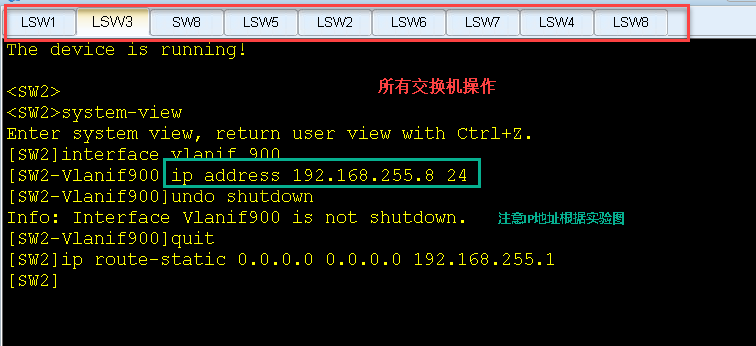 LSW1 LSW3 SW8 LSW5 LSW2 LSW6 LSW7 LSW4 LSW8
The device is running!
所有交换机操作
<SW2>
<SW2>system-view
Enter system view, return user view with Ctrl+Z.
[SW2]interface vlanif 900
[SW2-Vlanif900 ip address 192.168.255.8 24
[SW2-Vlanif900]undo shutdown
Info: Interface Vlanif900 is not shutdown.
注意IP地址根据实验图
[SW2-Vlanif900]quit
[SW2]ip route-static 0.0.0.0 0.0.0.0 192.168.255.1
[SW2]